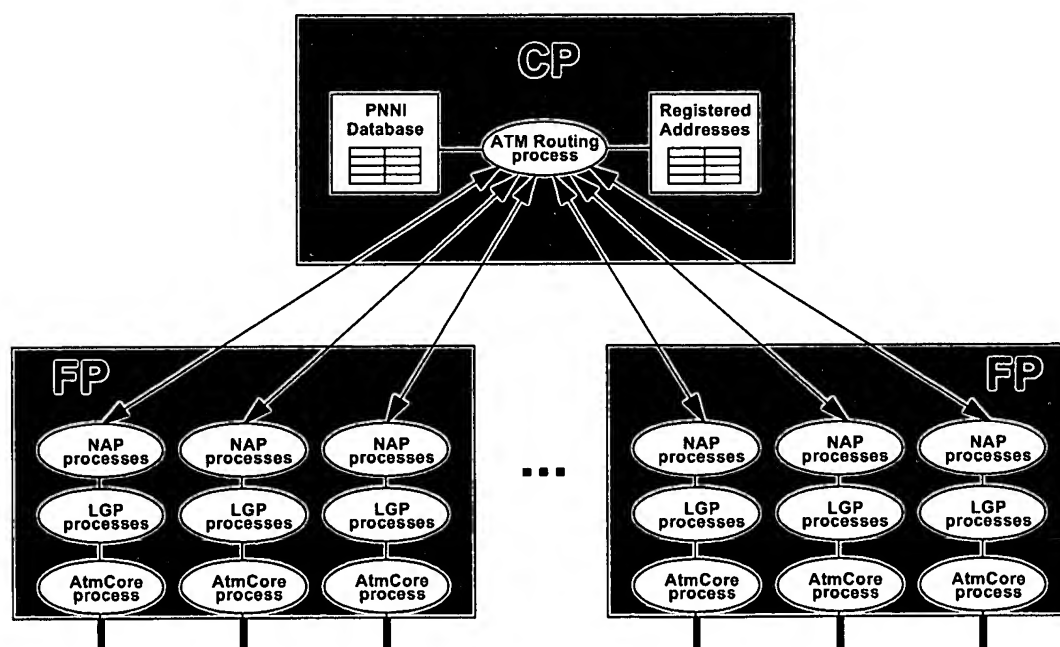 CP
PNNI
Database
Registered
Addresses
ATM Routing
process
FP
FP
NAP
processes
NAP
processes
NAP
processes
NAP
processes
NAP
processes
NAP
processes
LGP
processes
LGP
processes
LGP
processes
LGP
processes
LGP
processes
LGP
processes
AtmCore
process
AtmCore
process
AtmCore
process
AtmCore
process
AtmCore
process
AtmCore
process